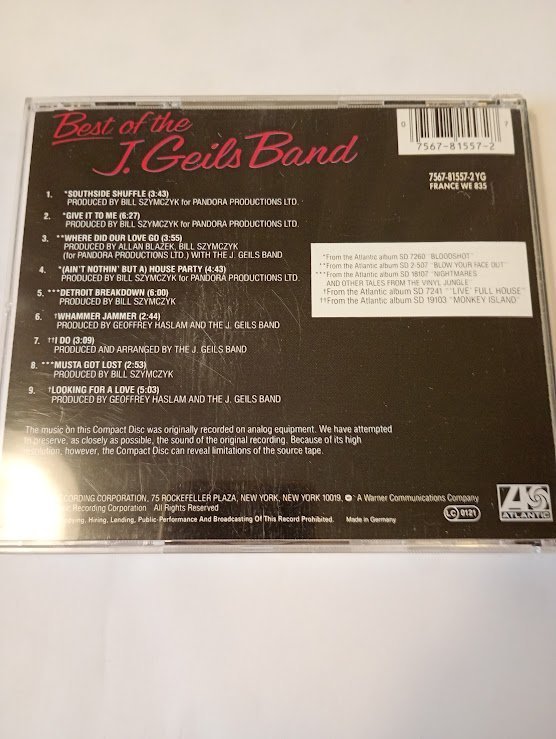 Best of the
J. Geils Band
0 7
7567-81557-2
7567-81557-2 YG
FRANCE WE 835
1. *SOUTHSIDE SHUFFLE (3:43)
PRODUCED BY BILL SZYMCZYK for PANDORA PRODUCTIONS LTD.
2. *GIVE IT TO ME (6:27)
PRODUCED BY BILL SZYMCZYK for PANDORA PRODUCTIONS LTD.
3. **WHERE DID OUR LOVE GO (3:55)
PRODUCED BY ALLAN BLAZEK, BILL SZYMCZYK
(for PANDORA PRODUCTIONS LTD.) WITH THE J. GEILS BAND
4. *(AIN'T NOTHIN' BUT A) HOUSE PARTY (4:43)
PRODUCED BY BILL SZYMCZYK for PANDORA PRODUCTIONS LTD.
5. ***DETROIT BREAKDOWN (6:00)
PRODUCED BY BILL SZYMCZYK
6. †WHAMMER JAMMER (2:44)
PRODUCED BY GEOFFREY HASLAM AND THE J. GEILS BAND
7. ††I DO (3:09)
PRODUCED AND ARRANGED BY THE J. GEILS BAND
8. ***MUSTA GOT LOST (2:53)
PRODUCED BY BILL SZYMCZYK
9. †LOOKING FOR A LOVE (5:03)
PRODUCED BY GEOFFREY HASLAM AND THE J. GEILS BAND
*From the Atlantic album SD 7260 "BLOODSHOT"
**From the Atlantic album SD 2-507 "BLOW YOUR FACE OUT"
***From the Atlantic album SD 18107 "NIGHTMARES
AND OTHER TALES FROM THE VINYL JUNGLE
†From the Atlantic album SD 7241 "'LIVE' FULL HOUSE"
††From the Atlantic album SD 19103 "MONKEY ISLAND"
The music on this Compact Disc was originally recorded on analog equipment. We have attempted
to preserve, as closely as possible, the sound of the original recording. Because of its high
resolution, however, the Compact Disc can reveal limitations of the source tape.
RECORDING CORPORATION, 75 ROCKEFELLER PLAZA, NEW YORK, NEW YORK 10019. A Warner Communications Company
Recording Corporation All Rights Reserved
Hiring, Lending, Public Performance And Broadcasting Of This Record Prohibited. Made in Germany
LC 0121
ATLANTIC